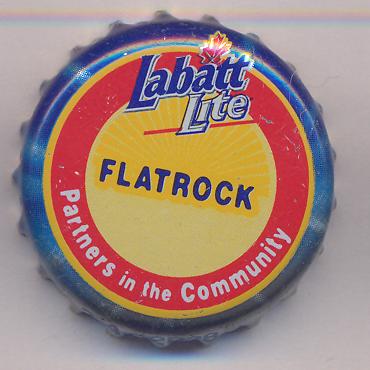 Labatt
Lite
FLATROCK
Partners in the Community